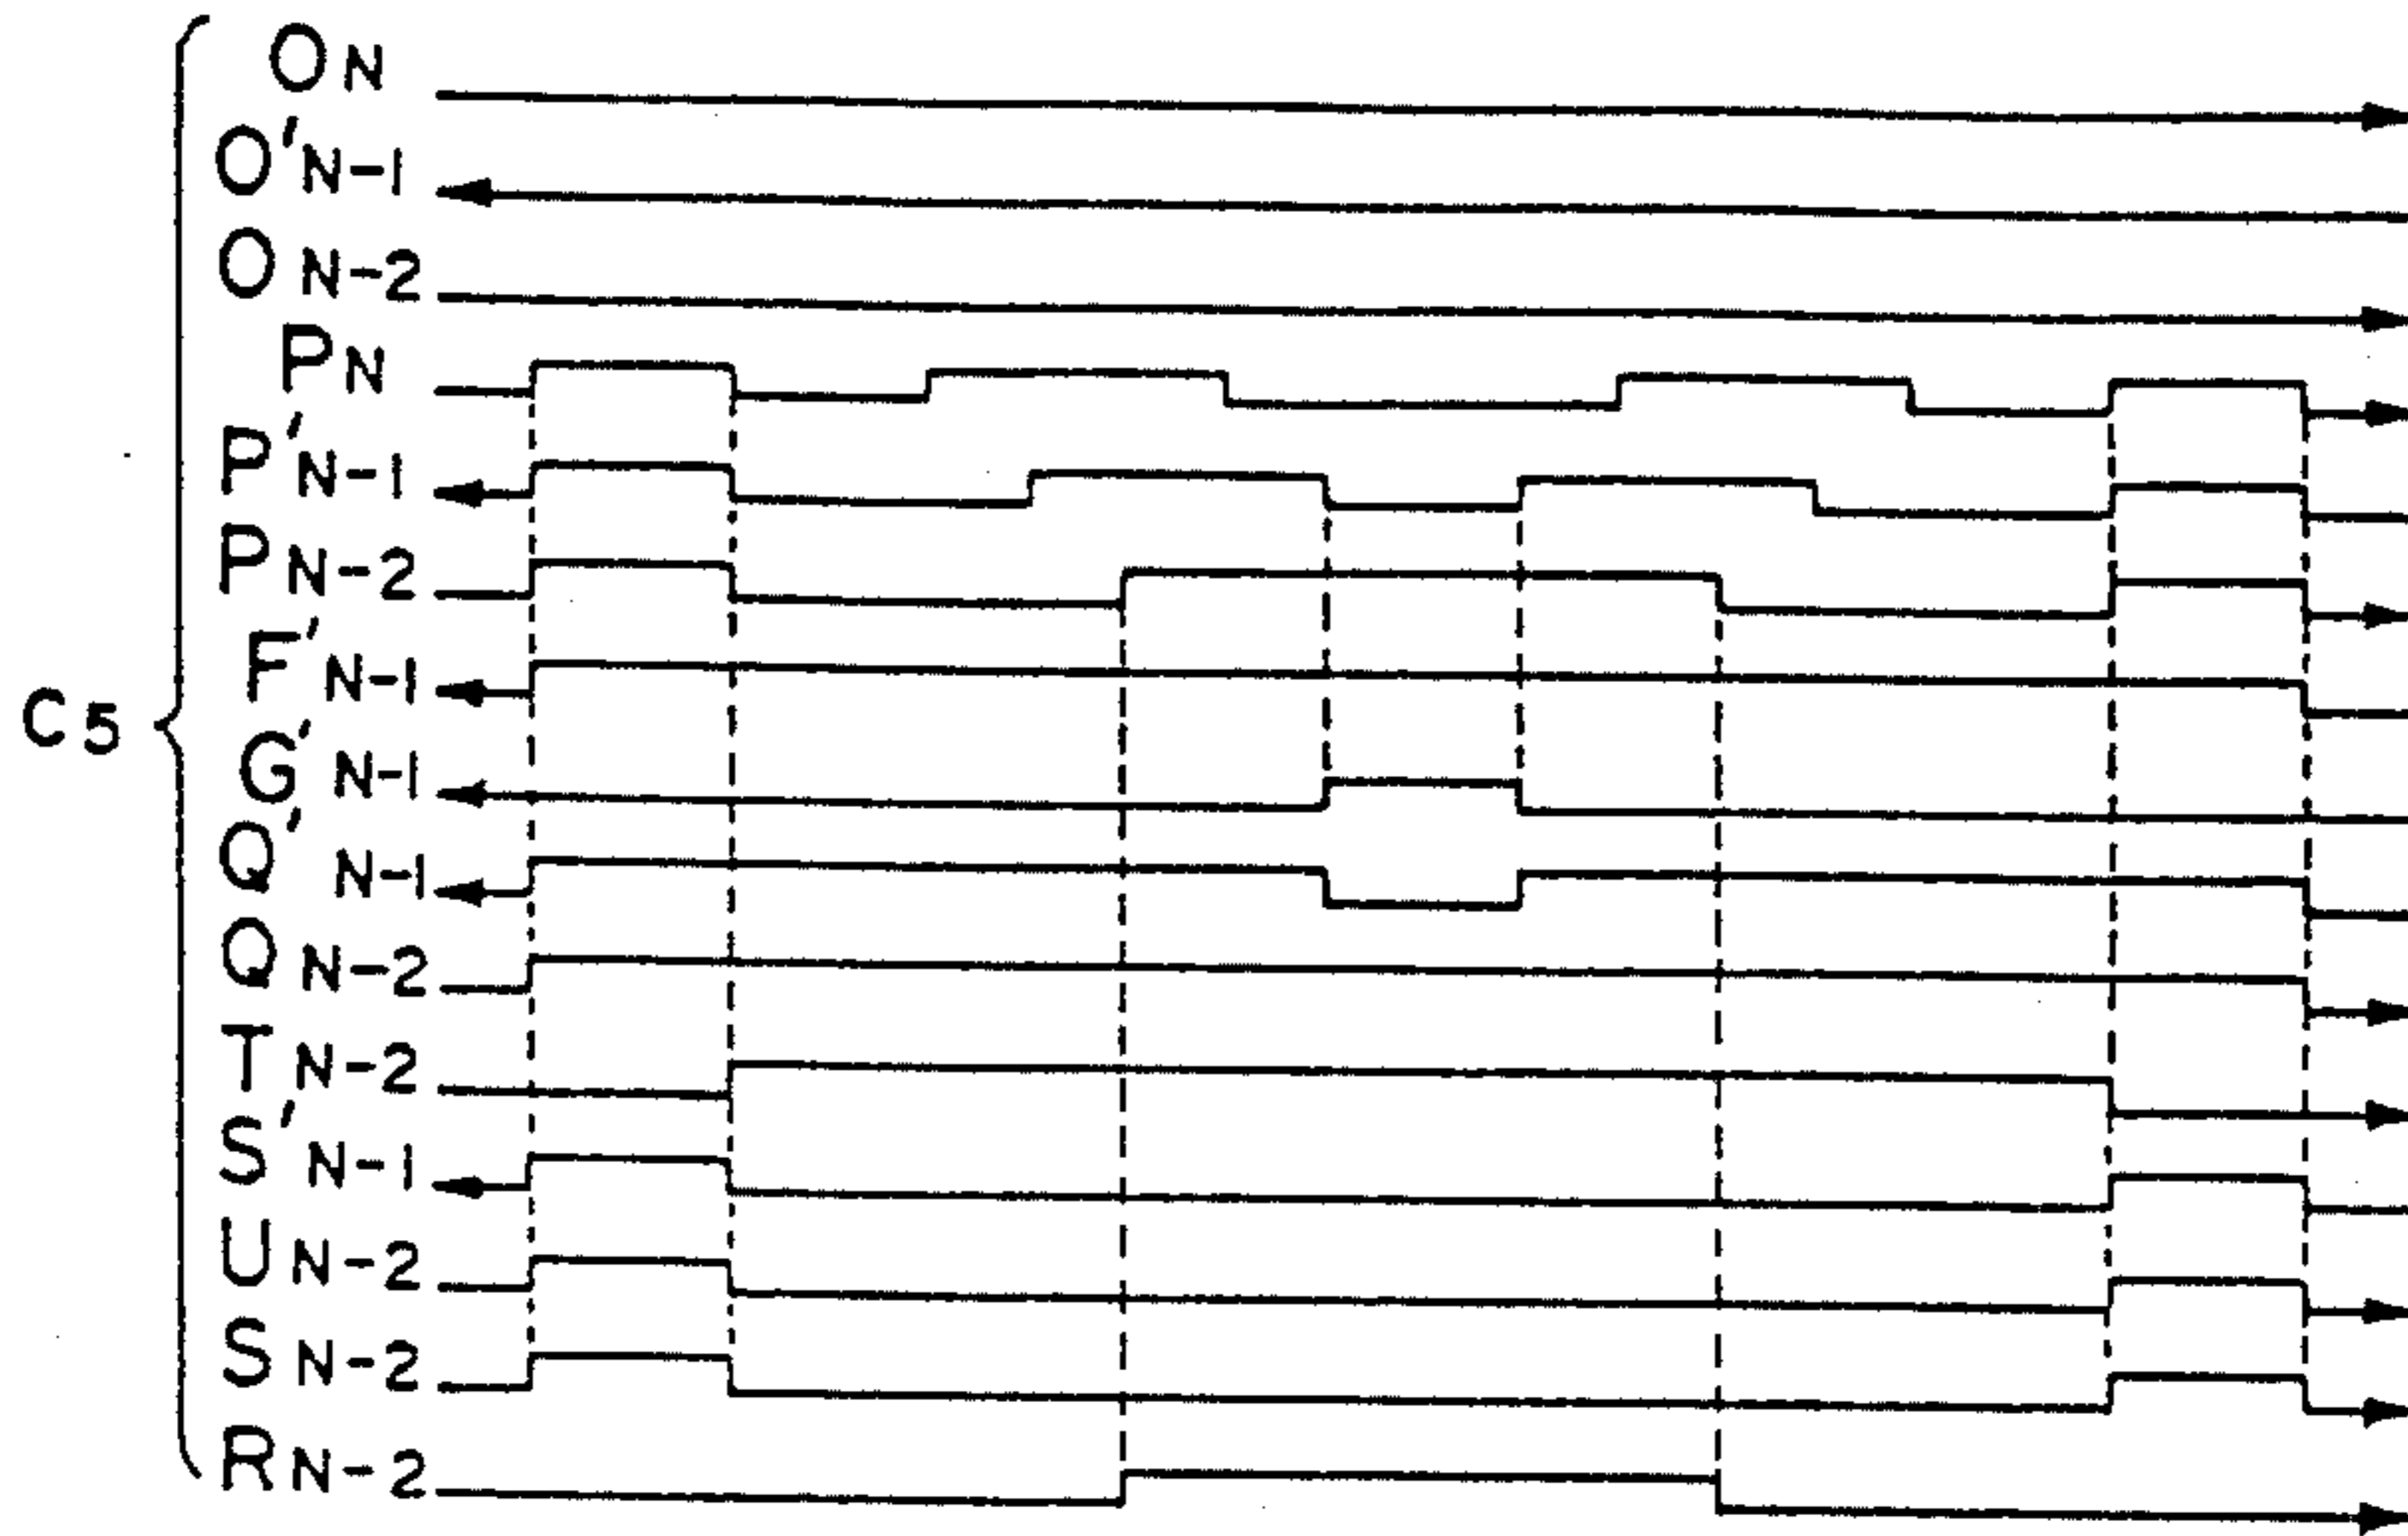 ON
O'N-1
ON-2
PN
P'N-1
PN-2
F'N-1
G'N-1
C5
Q'N-1
QN-2
TN-2
S'N-1
UN-2
SN-2
RN-2